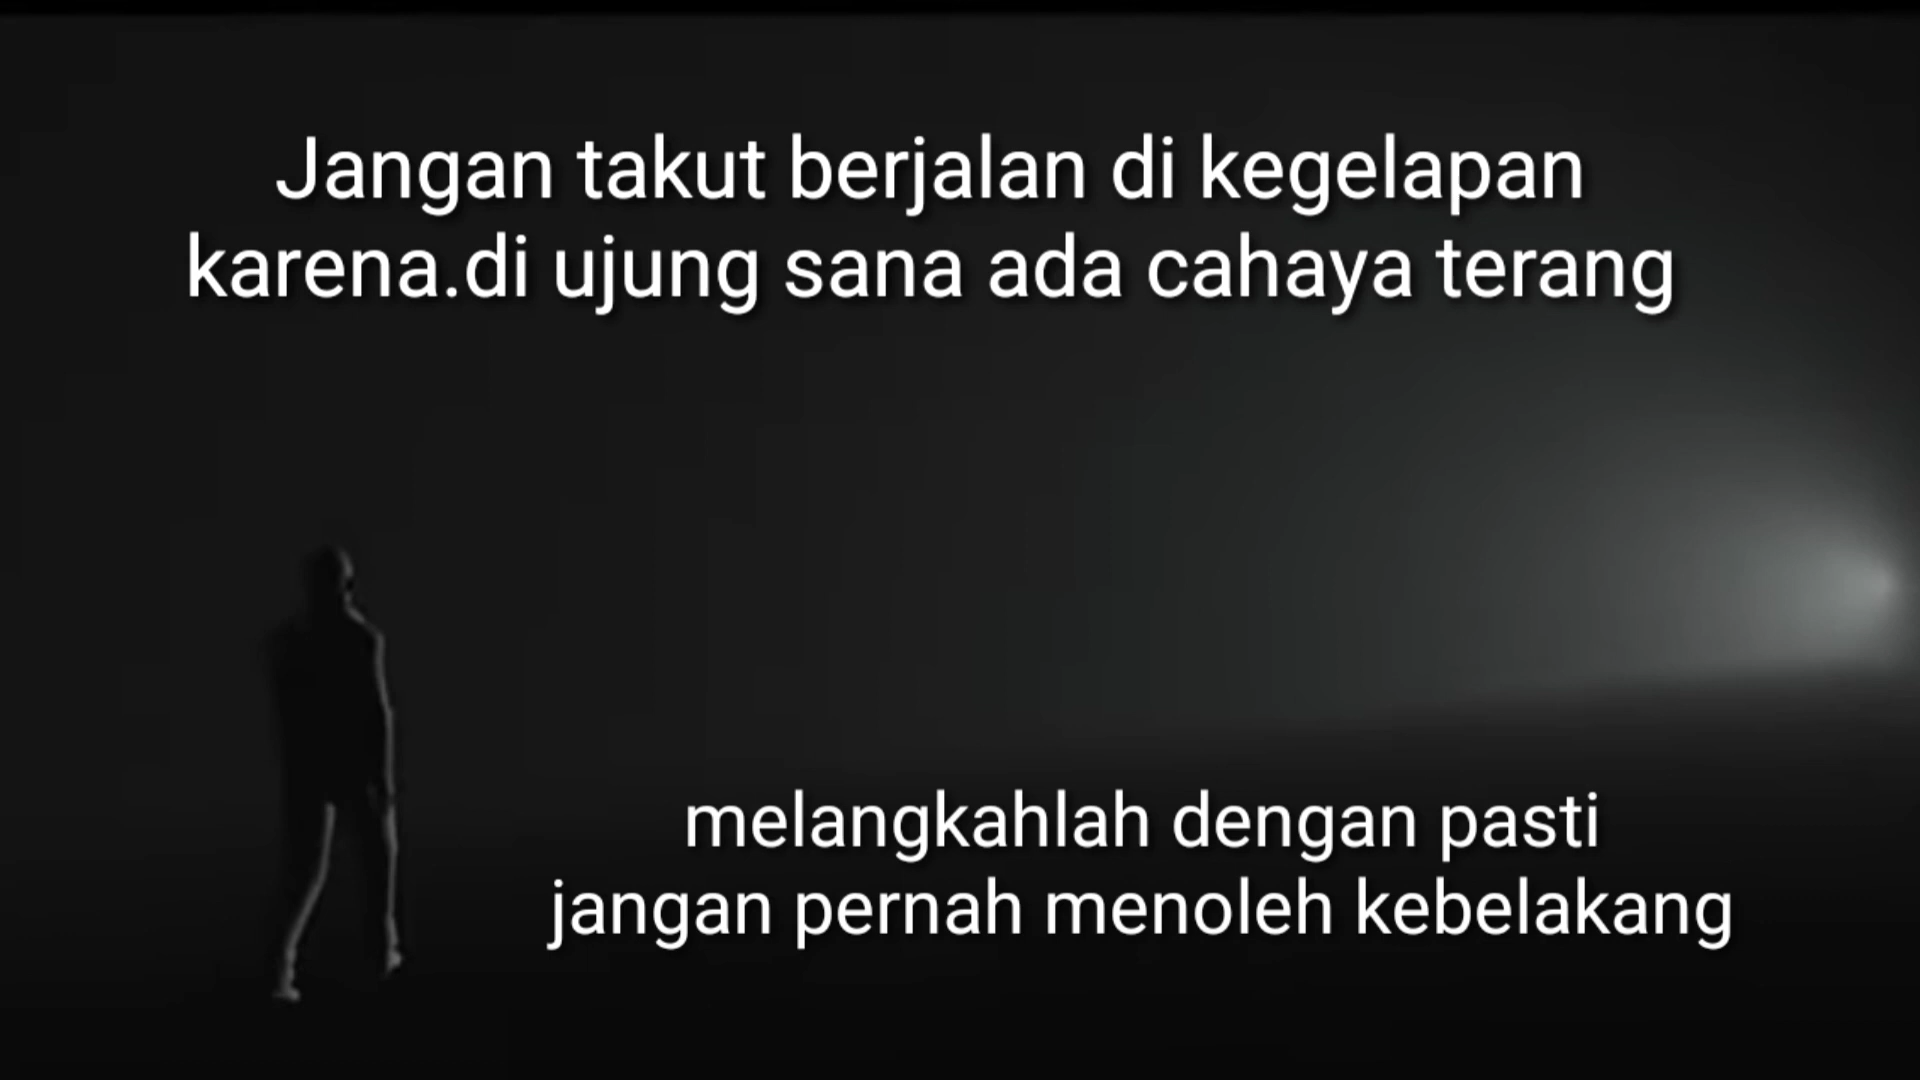 Jangan takut berjalan di kegelapan
karena.di ujung sana ada cahaya terang
melangkahlah dengan pasti
jangan pernah menoleh kebelakang